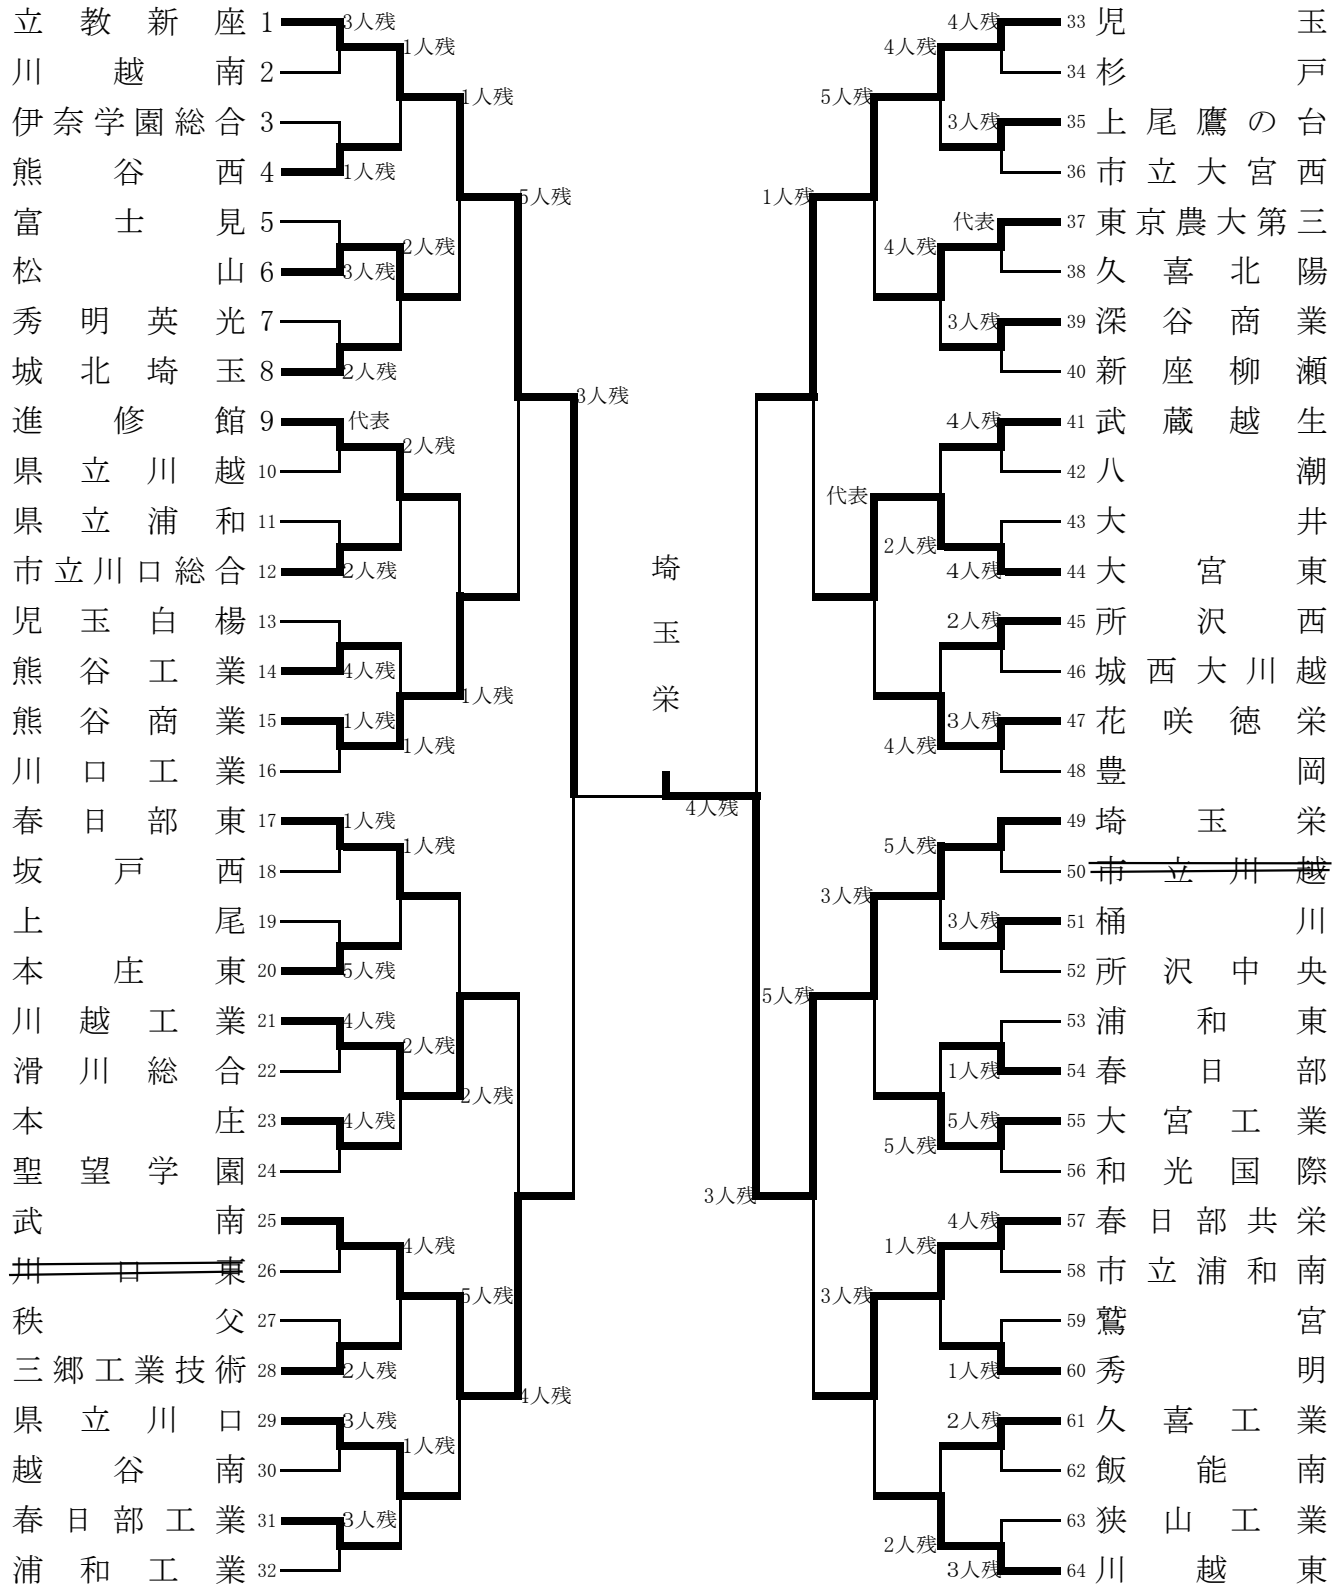 立教新座 1
3人残
1人残
川越南 2
1人残
伊奈学園総合 3
熊谷西 4
1人残
5人残
富士見 5
2人残
松山 6
3人残
秀明英光 7
城北埼玉 8
2人残
3人残
進修館 9
代表
2人残
県立川越 10
県立浦和 11
市立川口総合 12
2人残
児玉白楊 13
熊谷工業 14
4人残
1人残
熊谷商業 15
1人残
1人残
川口工業 16
春日部東 17
1人残
1人残
坂戸西 18
上尾 19
本庄東 20
5人残
川越工業 21
4人残
2人残
滑川総合 22
2人残
本庄 23
4人残
聖望学園 24
武南 25
4人残
川口東 26
5人残
秩父 27
三郷工業技術 28
2人残
4人残
県立川口 29
3人残
1人残
越谷南 30
春日部工業 31
3人残
浦和工業 32
埼玉栄
4人残
4人残
33 児玉
4人残
34 杉戸
5人残
3人残
35 上尾鷹の台
36 市立大宮西
1人残
代表
37 東京農大第三
4人残
38 久喜北陽
3人残
39 深谷商業
40 新座柳瀬
4人残
41 武蔵越生
42 八潮
代表
43 大井
2人残
4人残
44 大宮東
2人残
45 所沢西
46 城西大川越
3人残
47 花咲徳栄
4人残
48 豊岡
49 埼玉栄
5人残
50 市立川越
3人残
3人残
51 桶川
52 所沢中央
5人残
53 浦和東
1人残
54 春日部
5人残
55 大宮工業
5人残
56 和光国際
3人残
4人残
57 春日部共栄
1人残
58 市立浦和南
3人残
59 鷲宮
1人残
60 秀明
2人残
61 久喜工業
62 飯能南
63 狭山工業
2人残
3人残
64 川越東